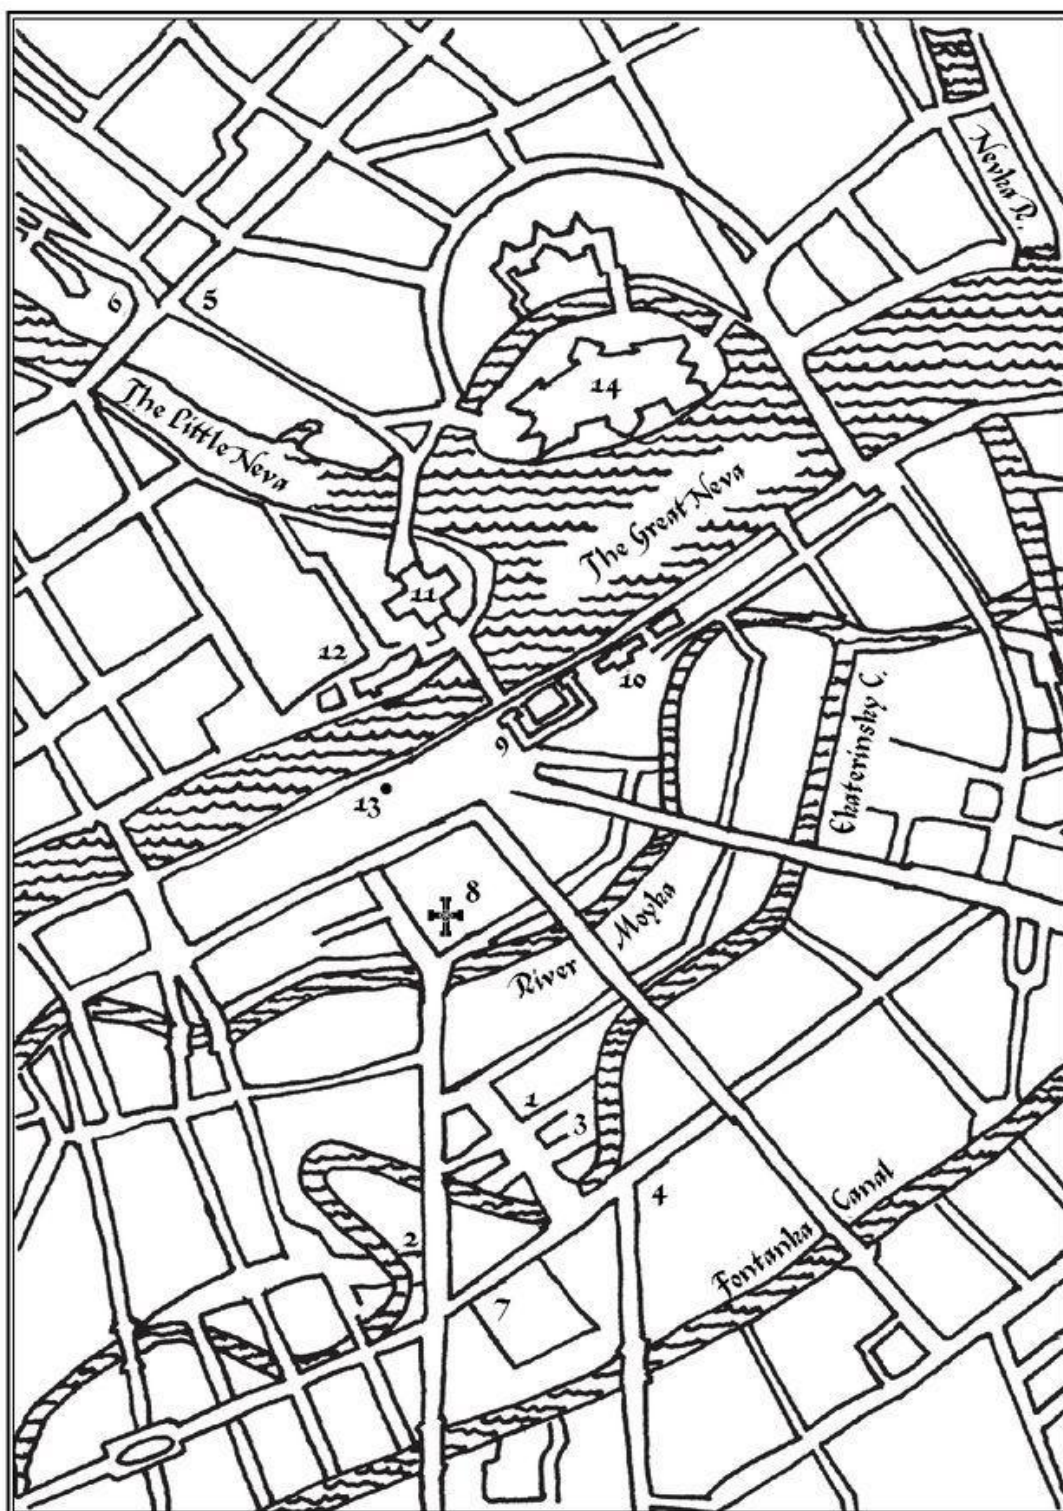 Nevka R.
6
5
The Little Neva
14
The Great Neva
11
12
10
9
13
Ekaterinsky C.
8
River Moyka
1
3
4
2
Fontanka Canal
7